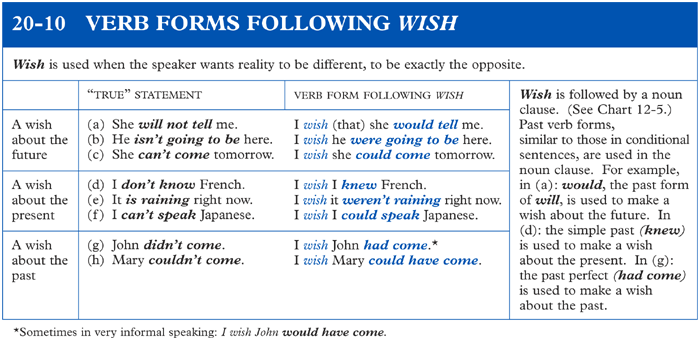 20–10 VERB FORMS FOLLOWING WISH
Wish is used when the speaker wants reality to be different, to be exactly the opposite.
"TRUE" STATEMENT
VERB FORM FOLLOWING WISH
A wish
about the
future
(a) She will not tell me.
I wish (that) she would tell me.
(b) He isn't going to be here.
I wish he were going to be here.
(c) She can't come tomorrow.
I wish she could come tomorrow.
A wish
about the
present
(d) I don't know French.
I wish I knew French.
(e) It is raining right now.
I wish it weren't raining right now.
(f) I can't speak Japanese.
I wish I could speak Japanese.
A wish
about the
past
(g) John didn't come.
I wish John had come.*
(h) Mary couldn't come.
I wish Mary could have come.
Wish is followed by a noun
clause. (See Chart 12-5.)
Past verb forms,
similar to those in conditional
sentences, are used in the
noun clause. For example,
in (a): would, the past form
of will, is used to make a
wish about the future. In
(d): the simple past (knew)
is used to make a wish
about the present. In (g):
the past perfect (had come)
is used to make a wish
about the past.
*Sometimes in very informal speaking: I wish John would have come.